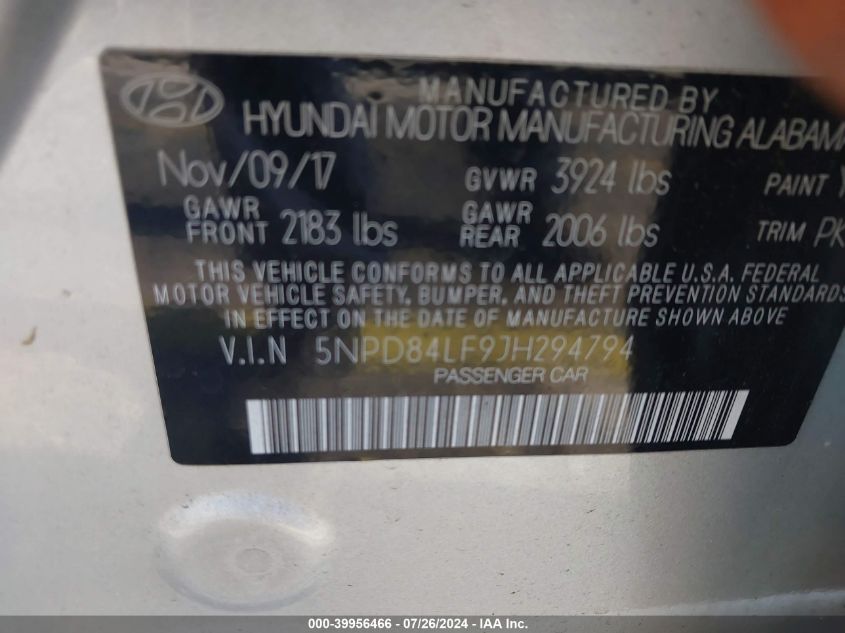 MANUFACTURED BY
HYUNDAI MOTOR MANUFACTURING ALABAMA
Nov/09/17 GVWR 3924 lbs PAINT
GAWR FRONT 2183 lbs GAWR REAR 2006 lbs TRIM PK
THIS VEHICLE CONFORMS TO ALL APPLICABLE U.S.A. FEDERAL
MOTOR VEHICLE SAFETY, BUMPER, AND THEFT PREVENTION STANDARDS
IN EFFECT ON THE DATE OF MANUFACTURE SHOWN ABOVE.
V.I.N 5NPD84LF9JH294794
PASSENGER CAR
000-39956466 - 07/26/2024 - IAA Inc.